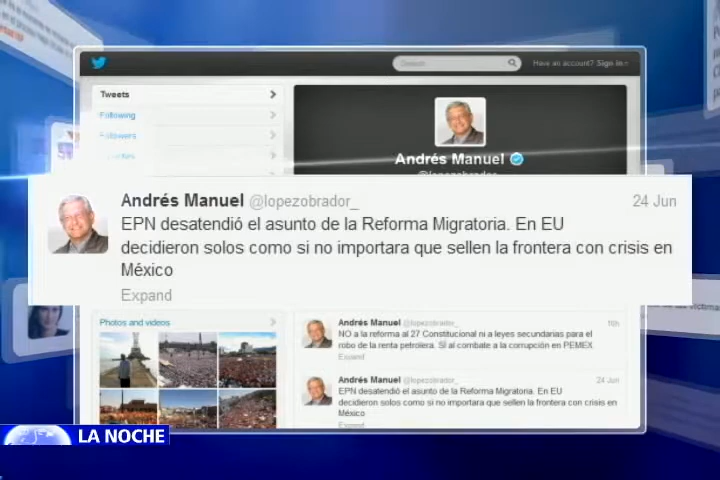 Search
Have an account? Sign in
Tweets
Following
Followers
Andrés Manuel
@lopezobrador_
Andrés Manuel @lopezobrador_ 24 Jun
EPN desatendió el asunto de la Reforma Migratoria. En EU
decidieron solos como si no importara que sellen la frontera con crisis en
México
Expand
Photos and videos
Andrés Manuel @lopezobrador_ 16h
NO a la reforma al 27 Constitucional ni a leyes secundarias para el
robo de la renta petrolera. SÍ al combate a la corrupción en PEMEX
Expand
Andrés Manuel @lopezobrador_ 24 Jun
EPN desatendió el asunto de la Reforma Migratoria. En EU
decidieron solos como si no importara que sellen la frontera con crisis en
México
Expand
LA NOCHE